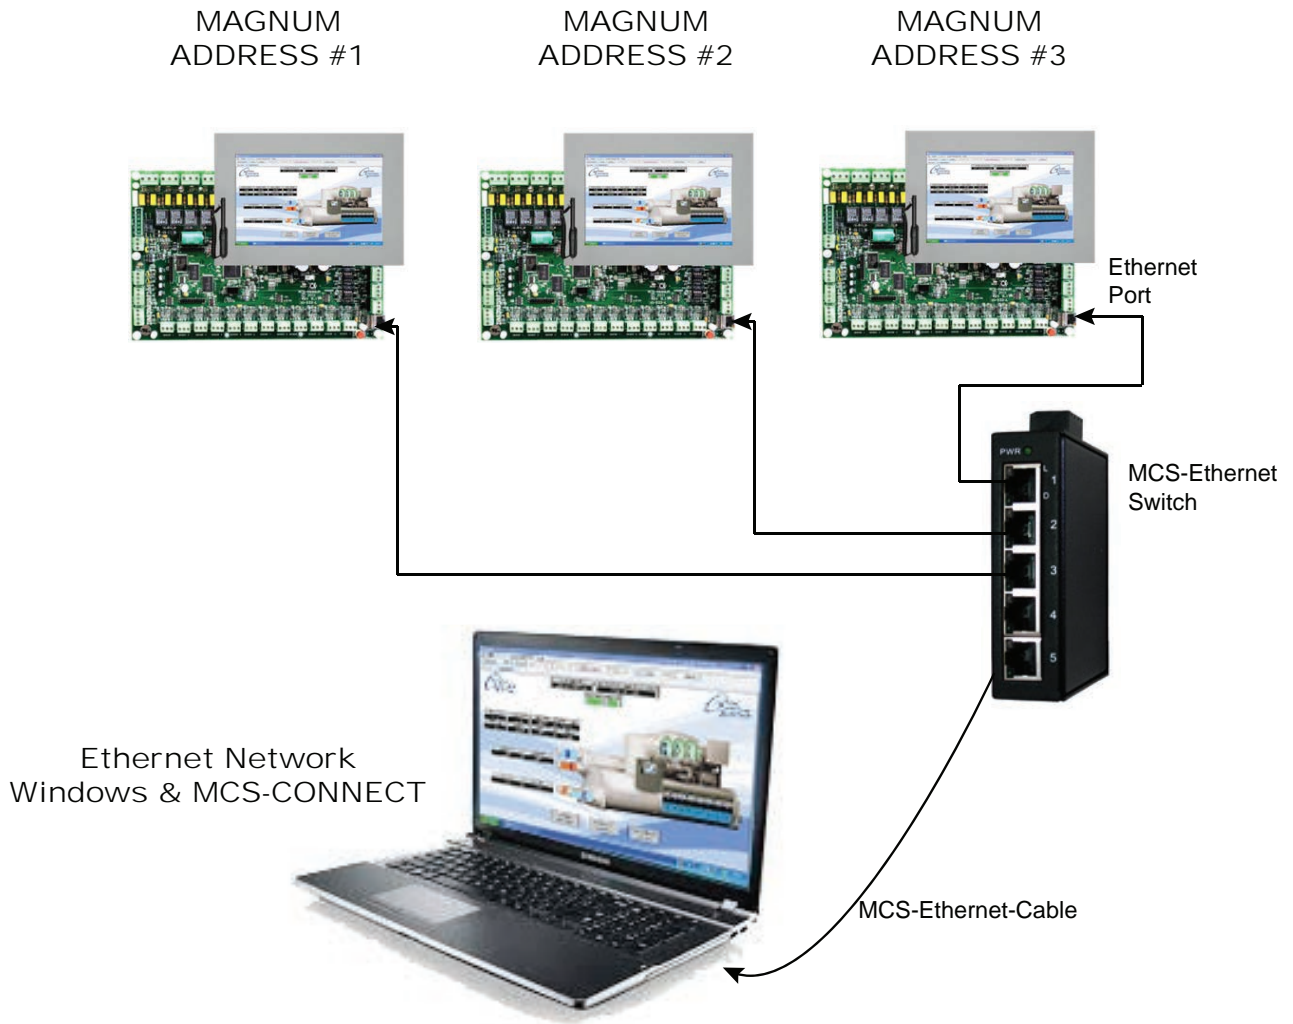 MAGNUM
ADDRESS #1
MAGNUM
ADDRESS #2
MAGNUM
ADDRESS #3
Ethernet
Port
PWR
L
1
D
2
3
4
5
MCS-Ethernet
Switch
Ethernet Network
Windows & MCS-CONNECT
SAMSUNG
MCS-Ethernet-Cable